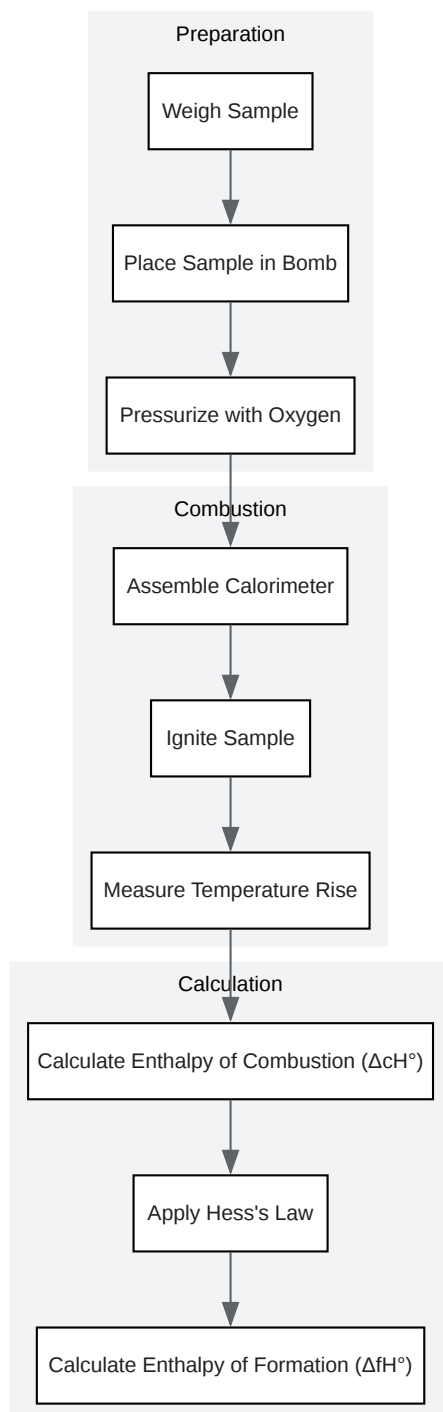 Preparation
Weigh Sample
Place Sample in Bomb
Pressurize with Oxygen
Combustion
Assemble Calorimeter
Ignite Sample
Measure Temperature Rise
Calculation
Calculate Enthalpy of Combustion (ΔcH°)
Apply Hess's Law
Calculate Enthalpy of Formation (ΔfH°)